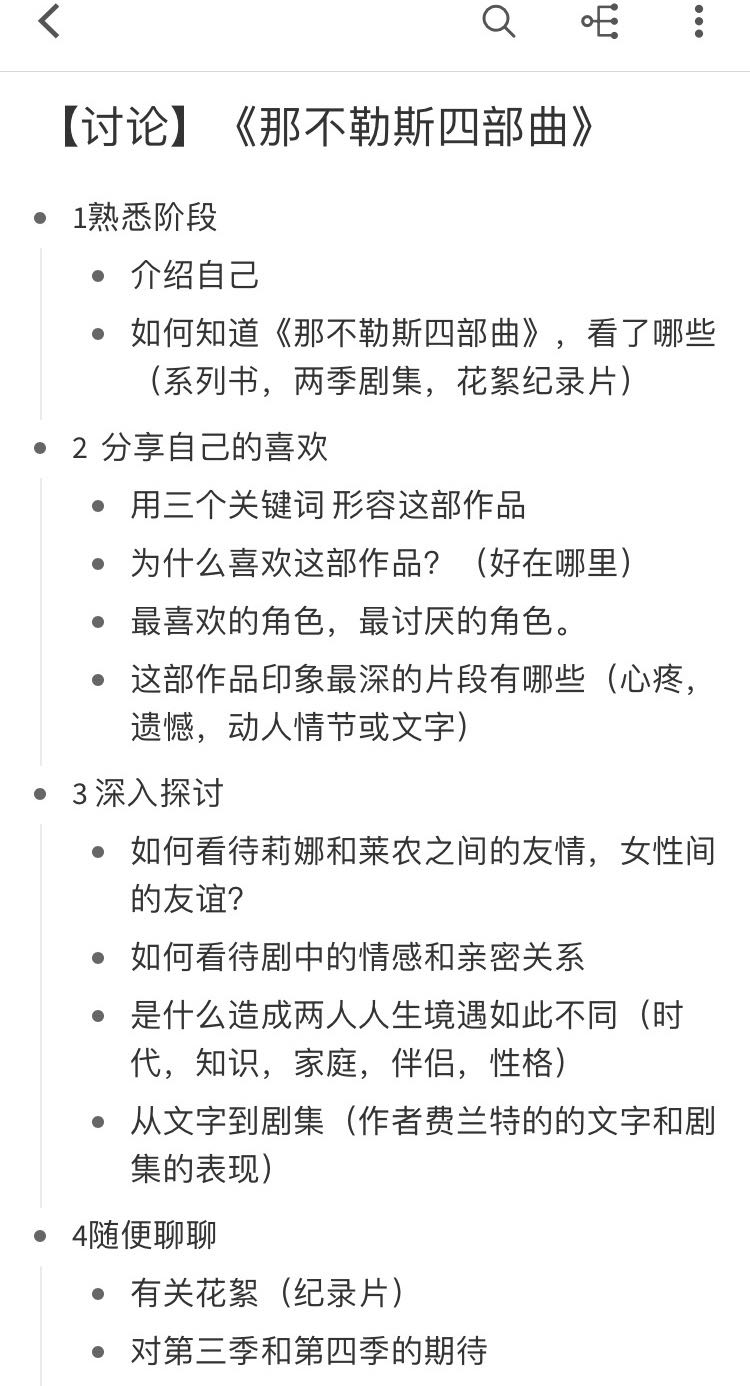 【讨论】《那不勒斯四部曲》
1熟悉阶段
介绍自己
如何知道《那不勒斯四部曲》，看了哪些
（系列书，两季剧集，花絮纪录片）
2 分享自己的喜欢
用三个关键词 形容这部作品
为什么喜欢这部作品？（好在哪里）
最喜欢的角色，最讨厌的角色。
这部作品印象最深的片段有哪些（心疼，
遗憾，动人情节或文字）
3 深入探讨
如何看待莉娜和莱农之间的友情，女性间
的友谊？
如何看待剧中的情感和亲密关系
是什么造成两人人生境遇如此不同（时
代，知识，家庭，伴侣，性格）
从文字到剧集（作者费兰特的的文字和剧
集的表现）
4随便聊聊
有关花絮（纪录片）
对第三季和第四季的期待